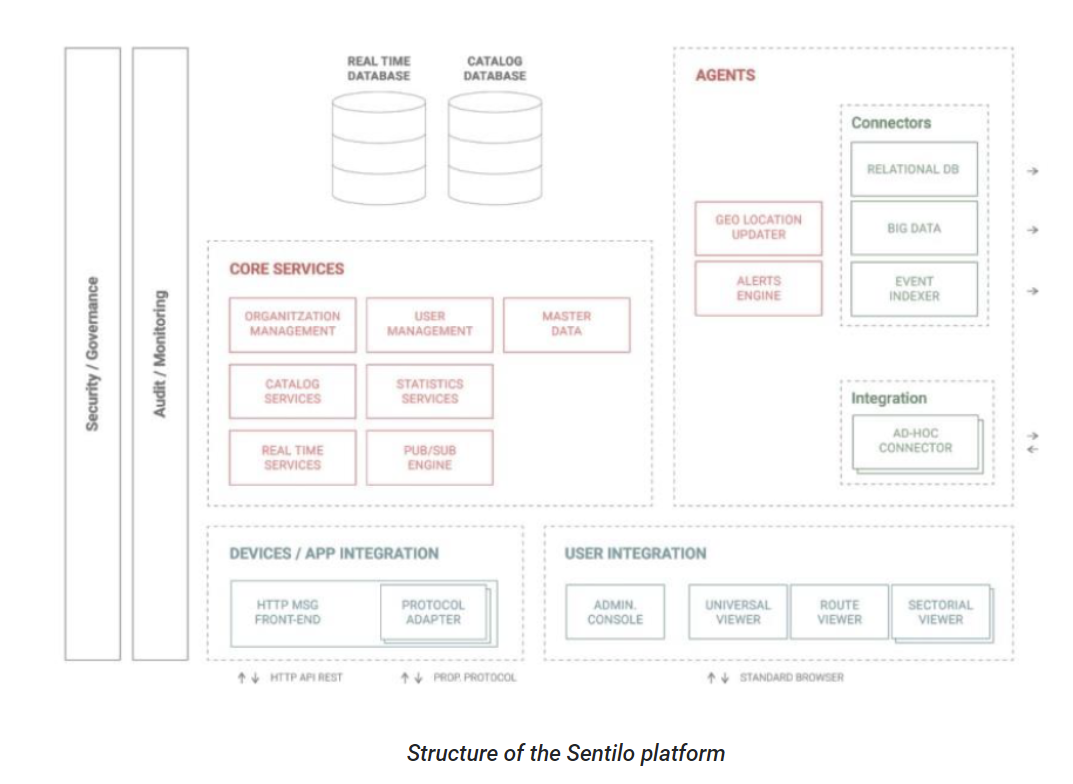 Security / Governance
Audit / Monitoring
REAL TIME
DATABASE
CATALOG
DATABASE
CORE SERVICES
ORGANITZATION
MANAGEMENT
USER
MANAGEMENT
MASTER
DATA
CATALOG
SERVICES
STATISTICS
SERVICES
REAL TIME
SERVICES
PUB/SUB
ENGINE
AGENTS
GEO LOCATION
UPDATER
ALERTS
ENGINE
Connectors
RELATIONAL DB
BIG DATA
EVENT
INDEXER
Integration
AD-HOC
CONNECTOR
DEVICES / APP INTEGRATION
HTTP MSG
FRONT-END
PROTOCOL
ADAPTER
HTTP API REST
PROP. PROTOCOL
USER INTEGRATION
ADMIN.
CONSOLE
UNIVERSAL
VIEWER
ROUTE
VIEWER
SECTORIAL
VIEWER
STANDARD BROWSER
Structure of the Sentilo platform